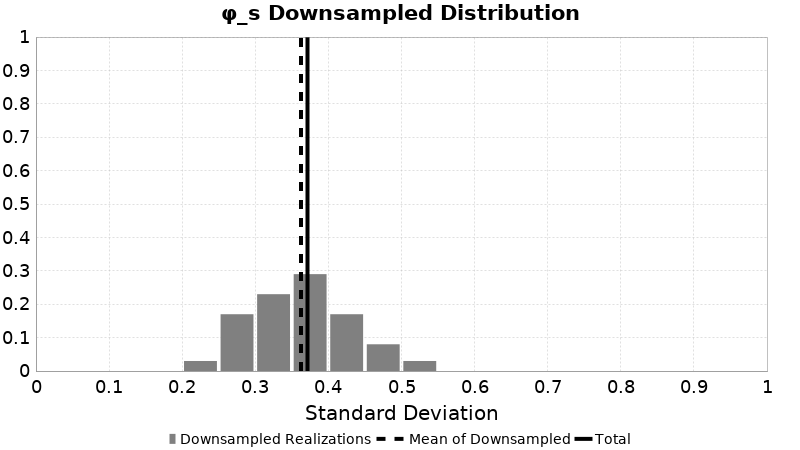 φ_s Downsampled Distribution
1
0.9
0.8
0.7
0.6
0.5
0.4
0.3
0.2
0.1
0
0 0.1 0.2 0.3 0.4 0.5 0.6 0.7 0.8 0.9 1
Standard Deviation
Downsampled Realizations Mean of Downsampled Total